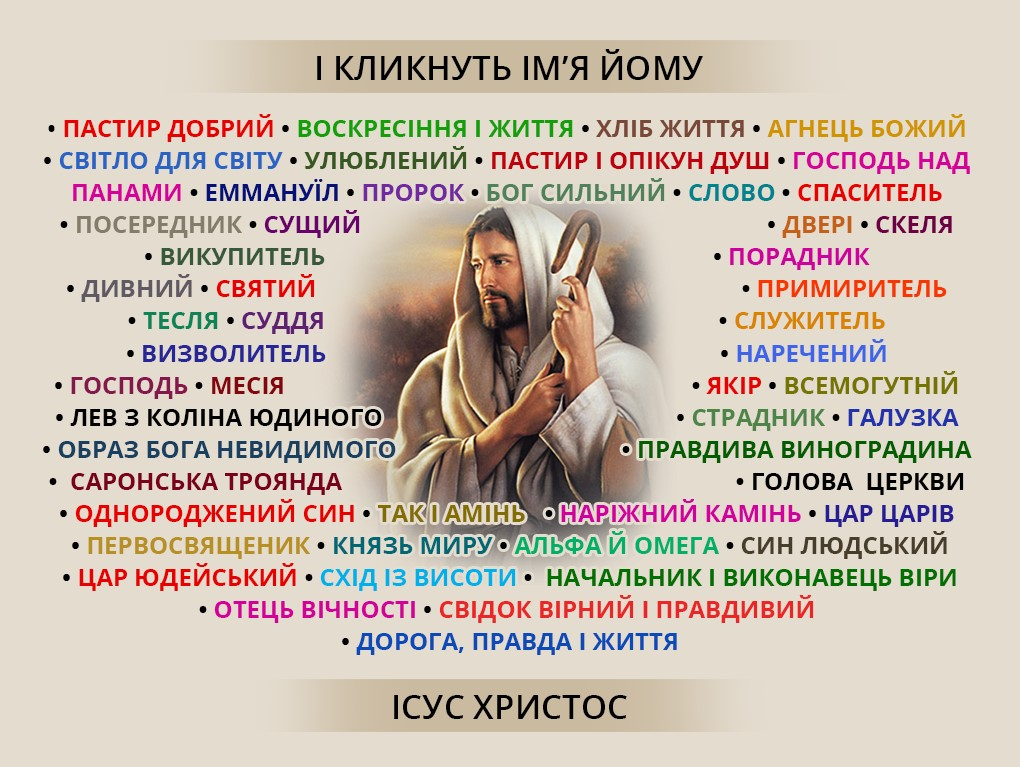 І КЛИКНУТЬ ІМ’Я ЙОМУ
• ПАСТИР ДОБРИЙ • ВОСКРЕСІННЯ І ЖИТТЯ • ХЛІБ ЖИТТЯ • АГНЕЦЬ БОЖИЙ
• СВІТЛО ДЛЯ СВІТУ • УЛЮБЛЕНИЙ • ПАСТИР І ОПІКУН ДУШ • ГОСПОДЬ НАД
ПАНАМИ • ЕММАНУЇЛ • ПРОРОК • БОГ СИЛЬНИЙ • СЛОВО • СПАСИТЕЛЬ
• ПОСЕРЕДНИК • СУЩИЙ • ДВЕРІ • СКЕЛЯ
• ВИКУПИТЕЛЬ • ПОРАДНИК
• ДИВНИЙ • СВЯТИЙ • ПРИМИРИТЕЛЬ
• ТЕСЛЯ • СУДДЯ • СЛУЖИТЕЛЬ
• ВИЗВОЛИТЕЛЬ • НАРЕЧЕНИЙ
• ГОСПОДЬ • МЕСІЯ • ЯКІР • ВСЕМОГУТНІЙ
• ЛЕВ З КОЛІНА ЮДИНОГО • СТРАДНИК • ГАЛУЗКА
• ОБРАЗ БОГА НЕВИДИМОГО • ПРАВДИВА ВИНОГРАДИНА
• САРОНСЬКА ТРОЯНДА • ГОЛОВА ЦЕРКВИ
• ОДНОРОДЖЕНИЙ СИН • ТАК І АМІНЬ • НАРІЖНИЙ КАМІНЬ • ЦАР ЦАРІВ
• ПЕРВОСВЯЩЕНИК • КНЯЗЬ МИРУ • АЛЬФА Й ОМЕГА • СИН ЛЮДСЬКИЙ
• ЦАР ЮДЕЙСЬКИЙ • СХІД ІЗ ВИСОТИ • НАЧАЛЬНИК І ВИКОНАВЕЦЬ ВІРИ
• ОТЕЦЬ ВІЧНОСТІ • СВІДОК ВІРНИЙ І ПРАВДИВИЙ
• ДОРОГА, ПРАВДА І ЖИТТЯ
ІСУС ХРИСТОС